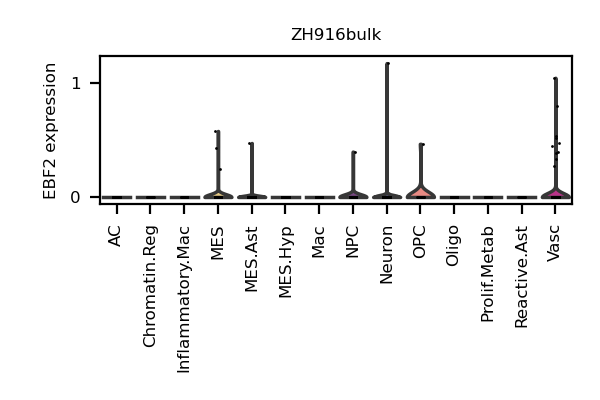 ZH916bulk
EBF2 expression
1
0
AC
Chromatin.Reg
Inflammatory.Mac
MES
MES.Ast
MES.Hyp
Mac
NPC
Neuron
OPC
Oligo
Prolif.Metab
Reactive.Ast
Vasc